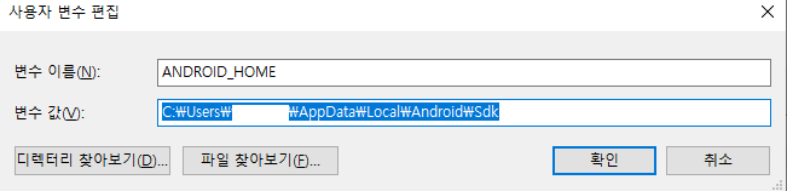 사용자 변수 편집
변수 이름(N):
ANDROID_HOME
변수 값(V):
C:₩Users₩ ₩AppData₩Local₩Android₩Sdk
디렉터리 찾아보기(D)...
파일 찾아보기(F)...
확인
취소